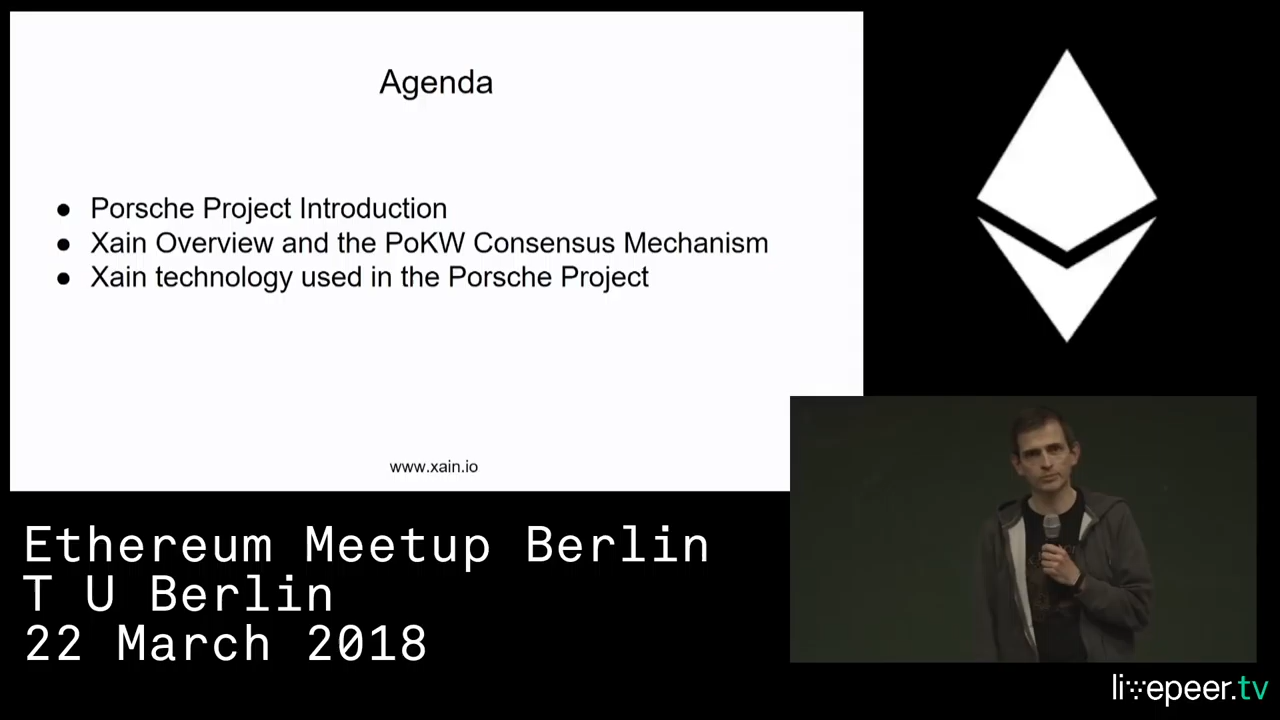 Agenda
● Porsche Project Introduction
● Xain Overview and the PoKW Consensus Mechanism
● Xain technology used in the Porsche Project
www.xain.io
Ethereum Meetup Berlin
T U Berlin
22 March 2018
livepeer.tv